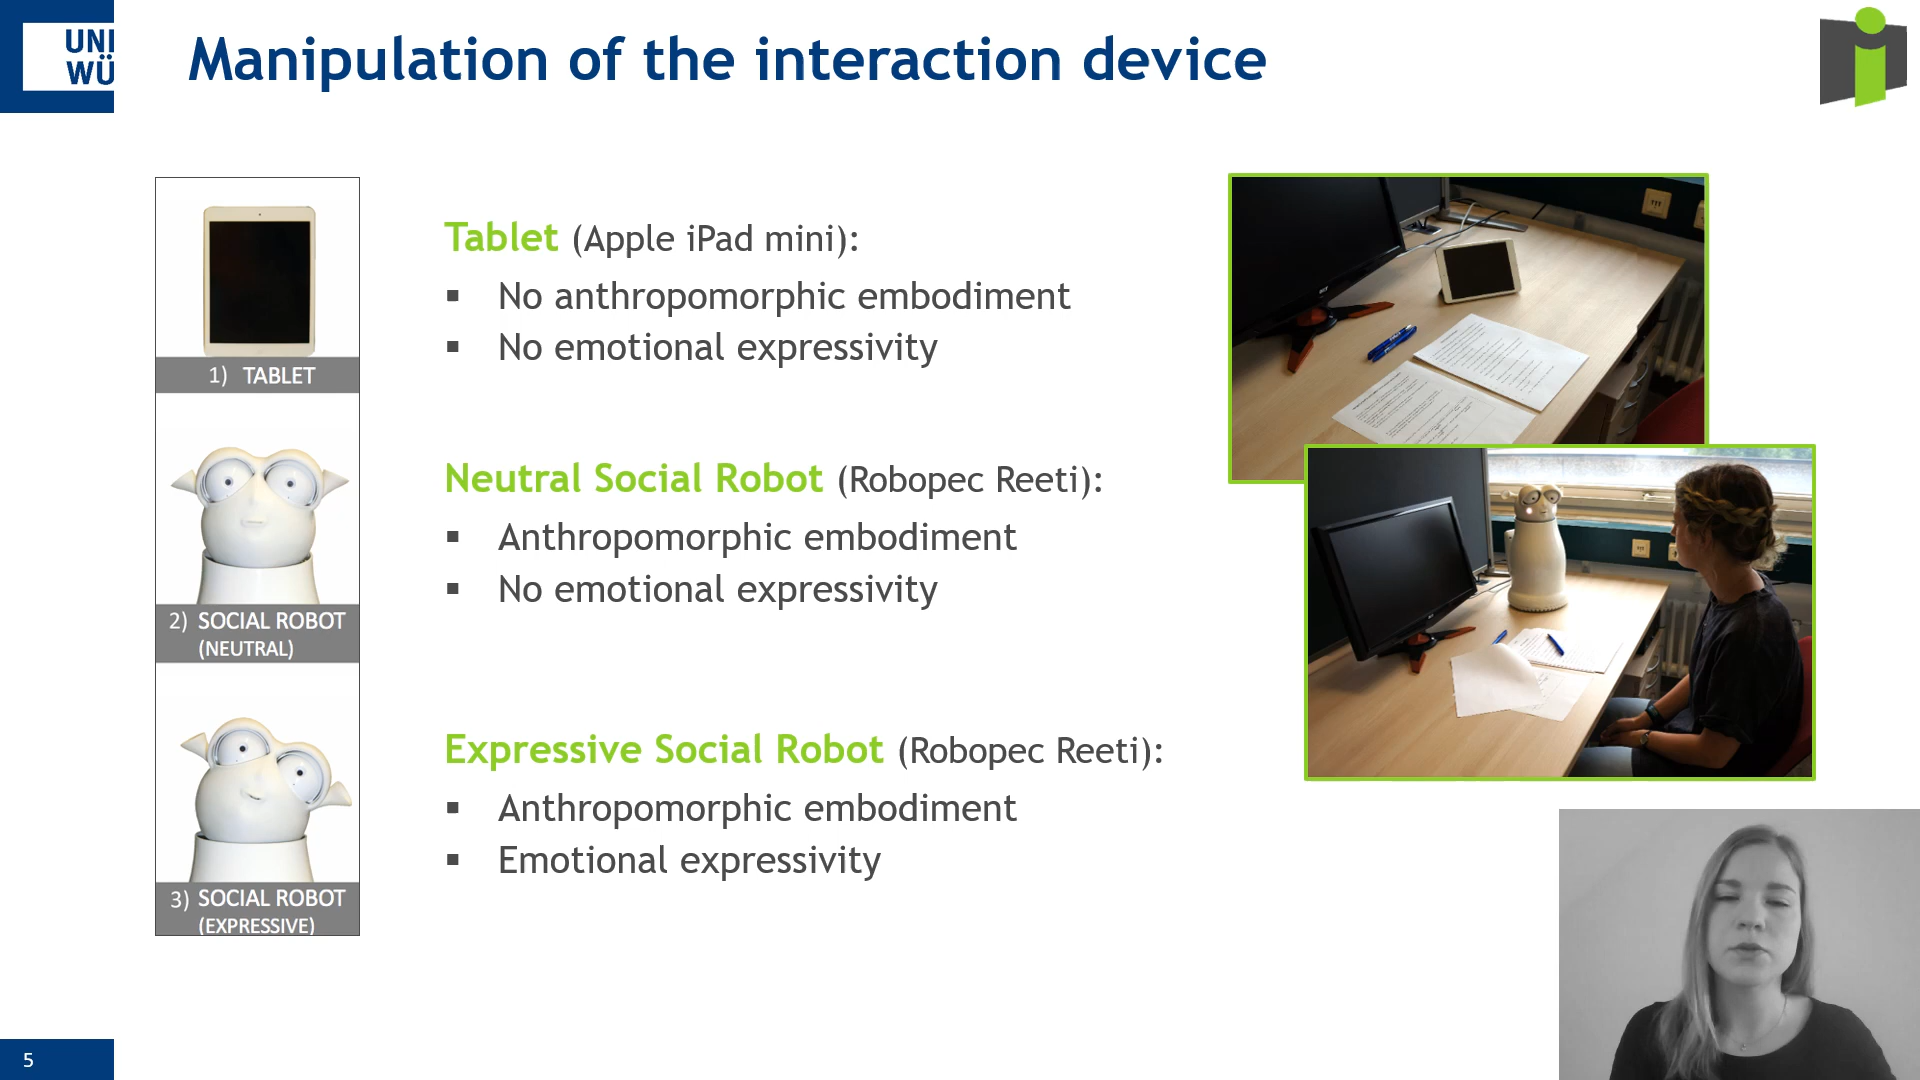 UNI
WÜ
Manipulation of the interaction device
1) TABLET
2) SOCIAL ROBOT
(NEUTRAL)
3) SOCIAL ROBOT
(EXPRESSIVE)
Tablet (Apple iPad mini):
▪ No anthropomorphic embodiment
▪ No emotional expressivity
Neutral Social Robot (Robopec Reeti):
▪ Anthropomorphic embodiment
▪ No emotional expressivity
Expressive Social Robot (Robopec Reeti):
▪ Anthropomorphic embodiment
▪ Emotional expressivity
5